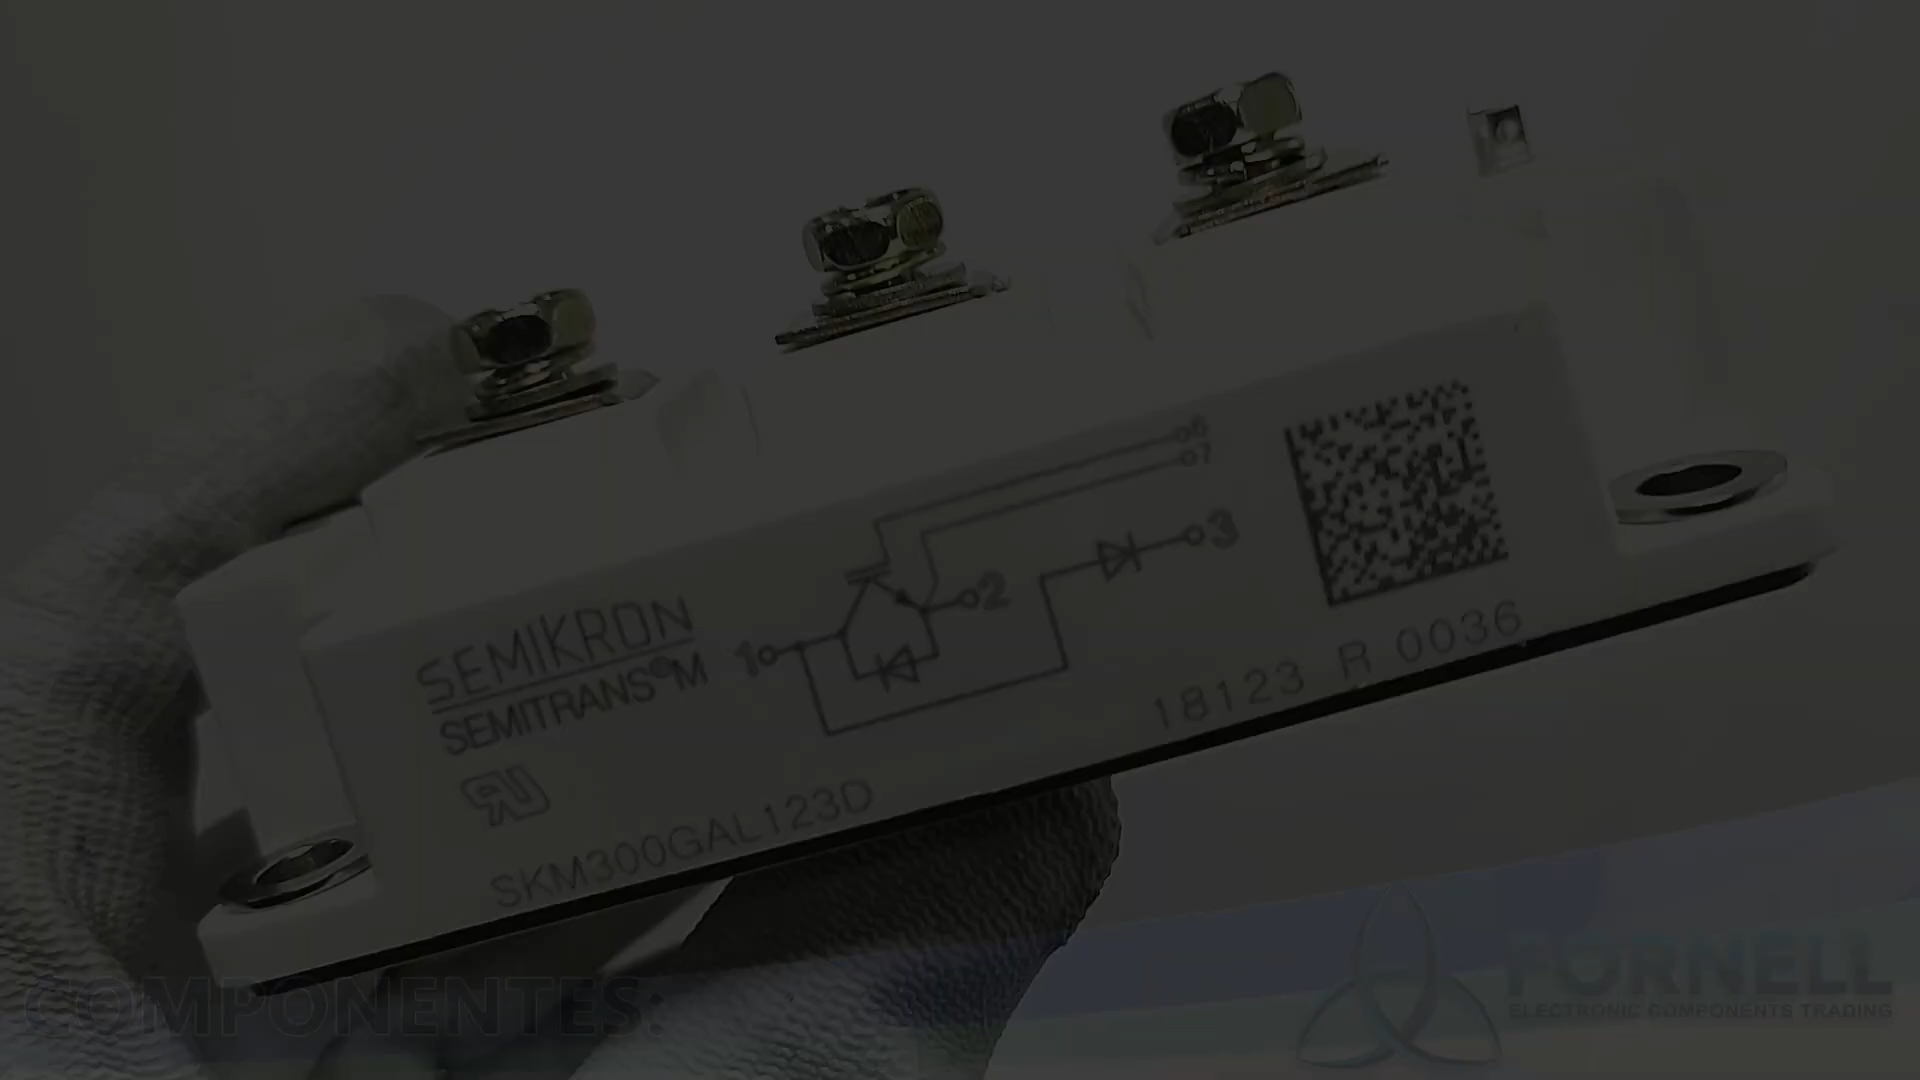 6
7
3
2
1
SEMIKRON
SEMITRANS®M
18123 R 0036
SKM300GAL123D
COMPONENTES:
FORNELL
ELECTRONIC COMPONENTS TRADING